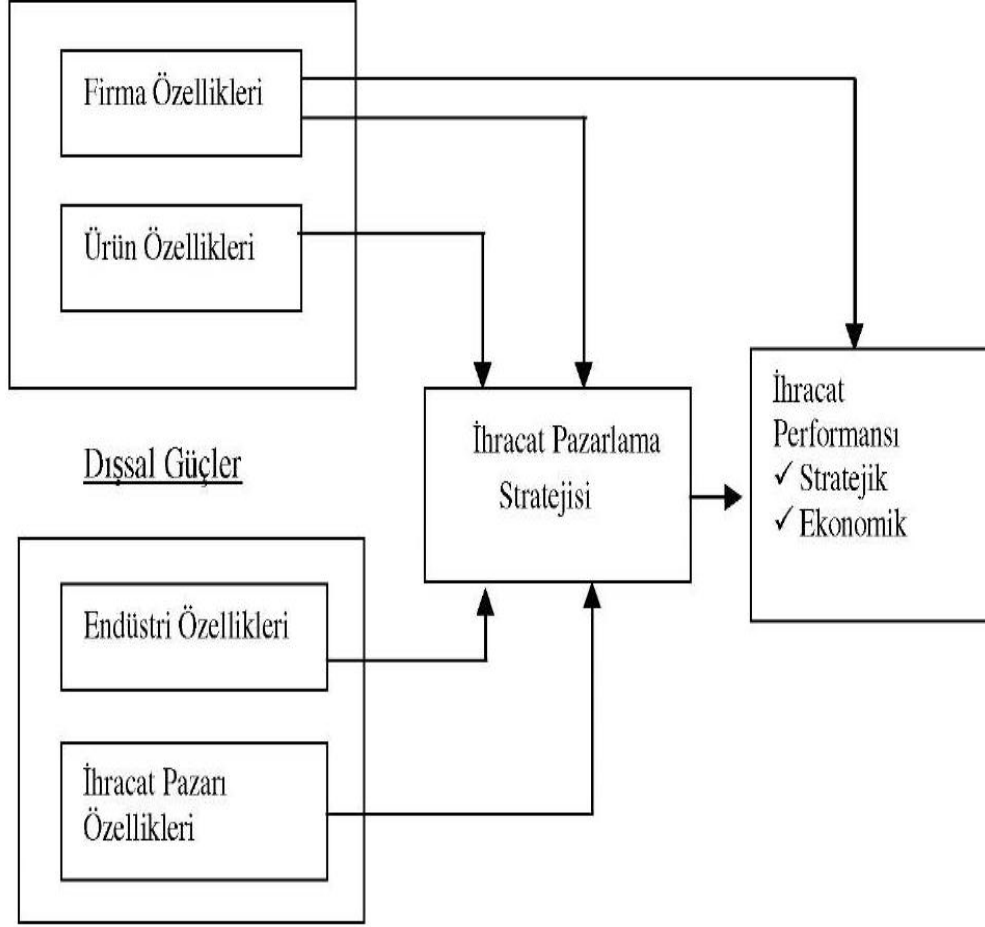 Firma Özellikleri
Ürün Özellikleri
Dışsal Güçler
Endüstri Özellikleri
İhracat Pazarı
Özellikleri
İhracat Pazarlama
Stratejisi
İhracat
Performansı
✓ Stratejik
✓ Ekonomik